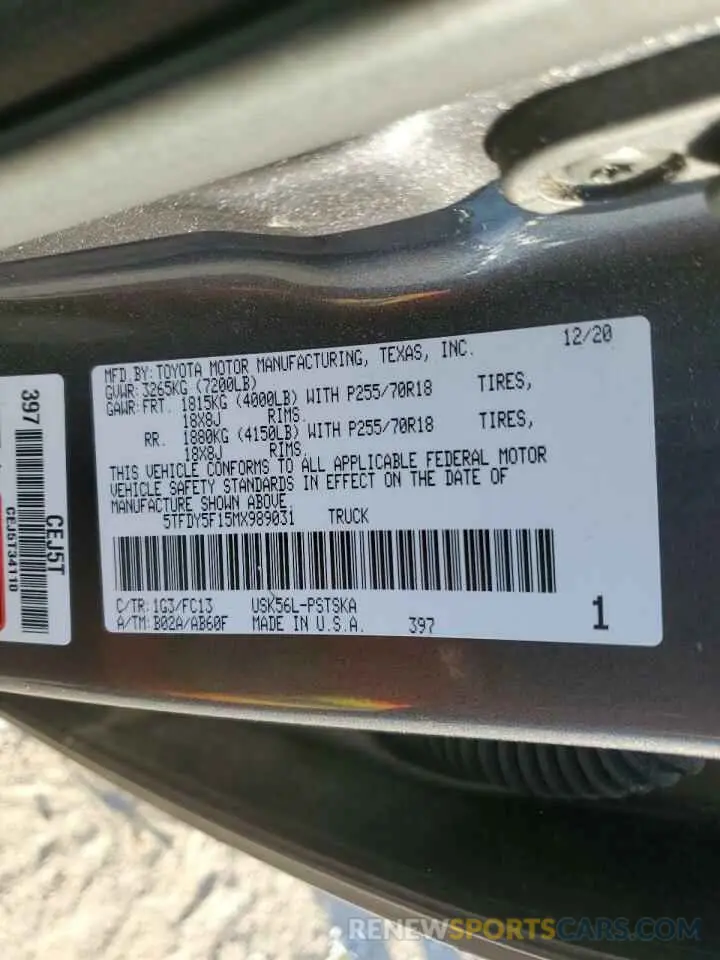 MFD BY: TOYOTA MOTOR MANUFACTURING, TEXAS, INC. 12/20
GVWR: 3265KG (7200LB)
GAWR: FRT. 1815KG (4000LB) WITH P255/70R18 TIRES,
18X8J RIMS.
RR. 1880KG (4150LB) WITH P255/70R18 TIRES,
18X8J RIMS.
THIS VEHICLE CONFORMS TO ALL APPLICABLE FEDERAL MOTOR
VEHICLE SAFETY STANDARDS IN EFFECT ON THE DATE OF
MANUFACTURE SHOWN ABOVE.
5TFDY5F15MX989031 TRUCK
C/TR: 1G3/FC13 USK56L-PSTSKA
A/TM: B02A/AB60F MADE IN U.S.A. 397
1
397
CEJ5T
CEJ5T34110
RENEWSPORTSCARS.COM